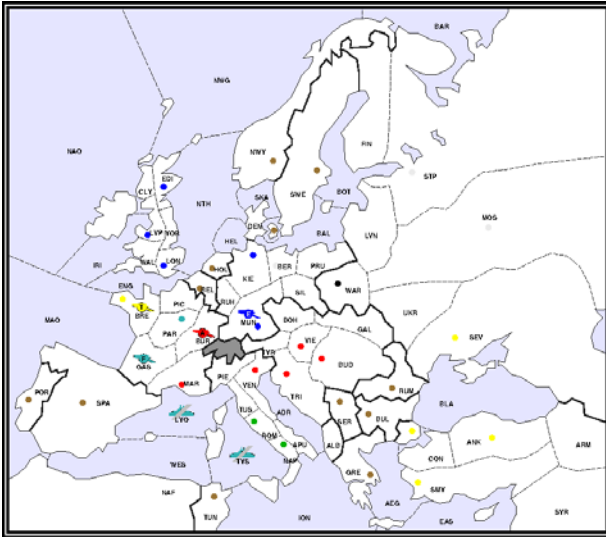 BAR
NWG
NAO
FIN
NWY
STP
EDI
CLY
SWE
BOT
NTH
SKA
MOS
DEN
LVP YOR
BAL
LVN
HEL
IRI
WAL
LON
HOL
KIE
BER
PRU
ENG
BEL
WAR
RUH
SIL
PIC
UKR
BRE
MAO
MUN
BOH
GAL
PAR
SEV
BUR
VIE
GAS
TYR
BUD
MAR
PIE
VEN
RUM
POR
TRI
SPA
BLA
TUS
ADR
SER
BUL
LYO
ROM
ANK
APU
ALB
ARM
TYS
NAP
CON
WES
GRE
SMY
NAF
AEG
SYR
TUN
ION
EAS